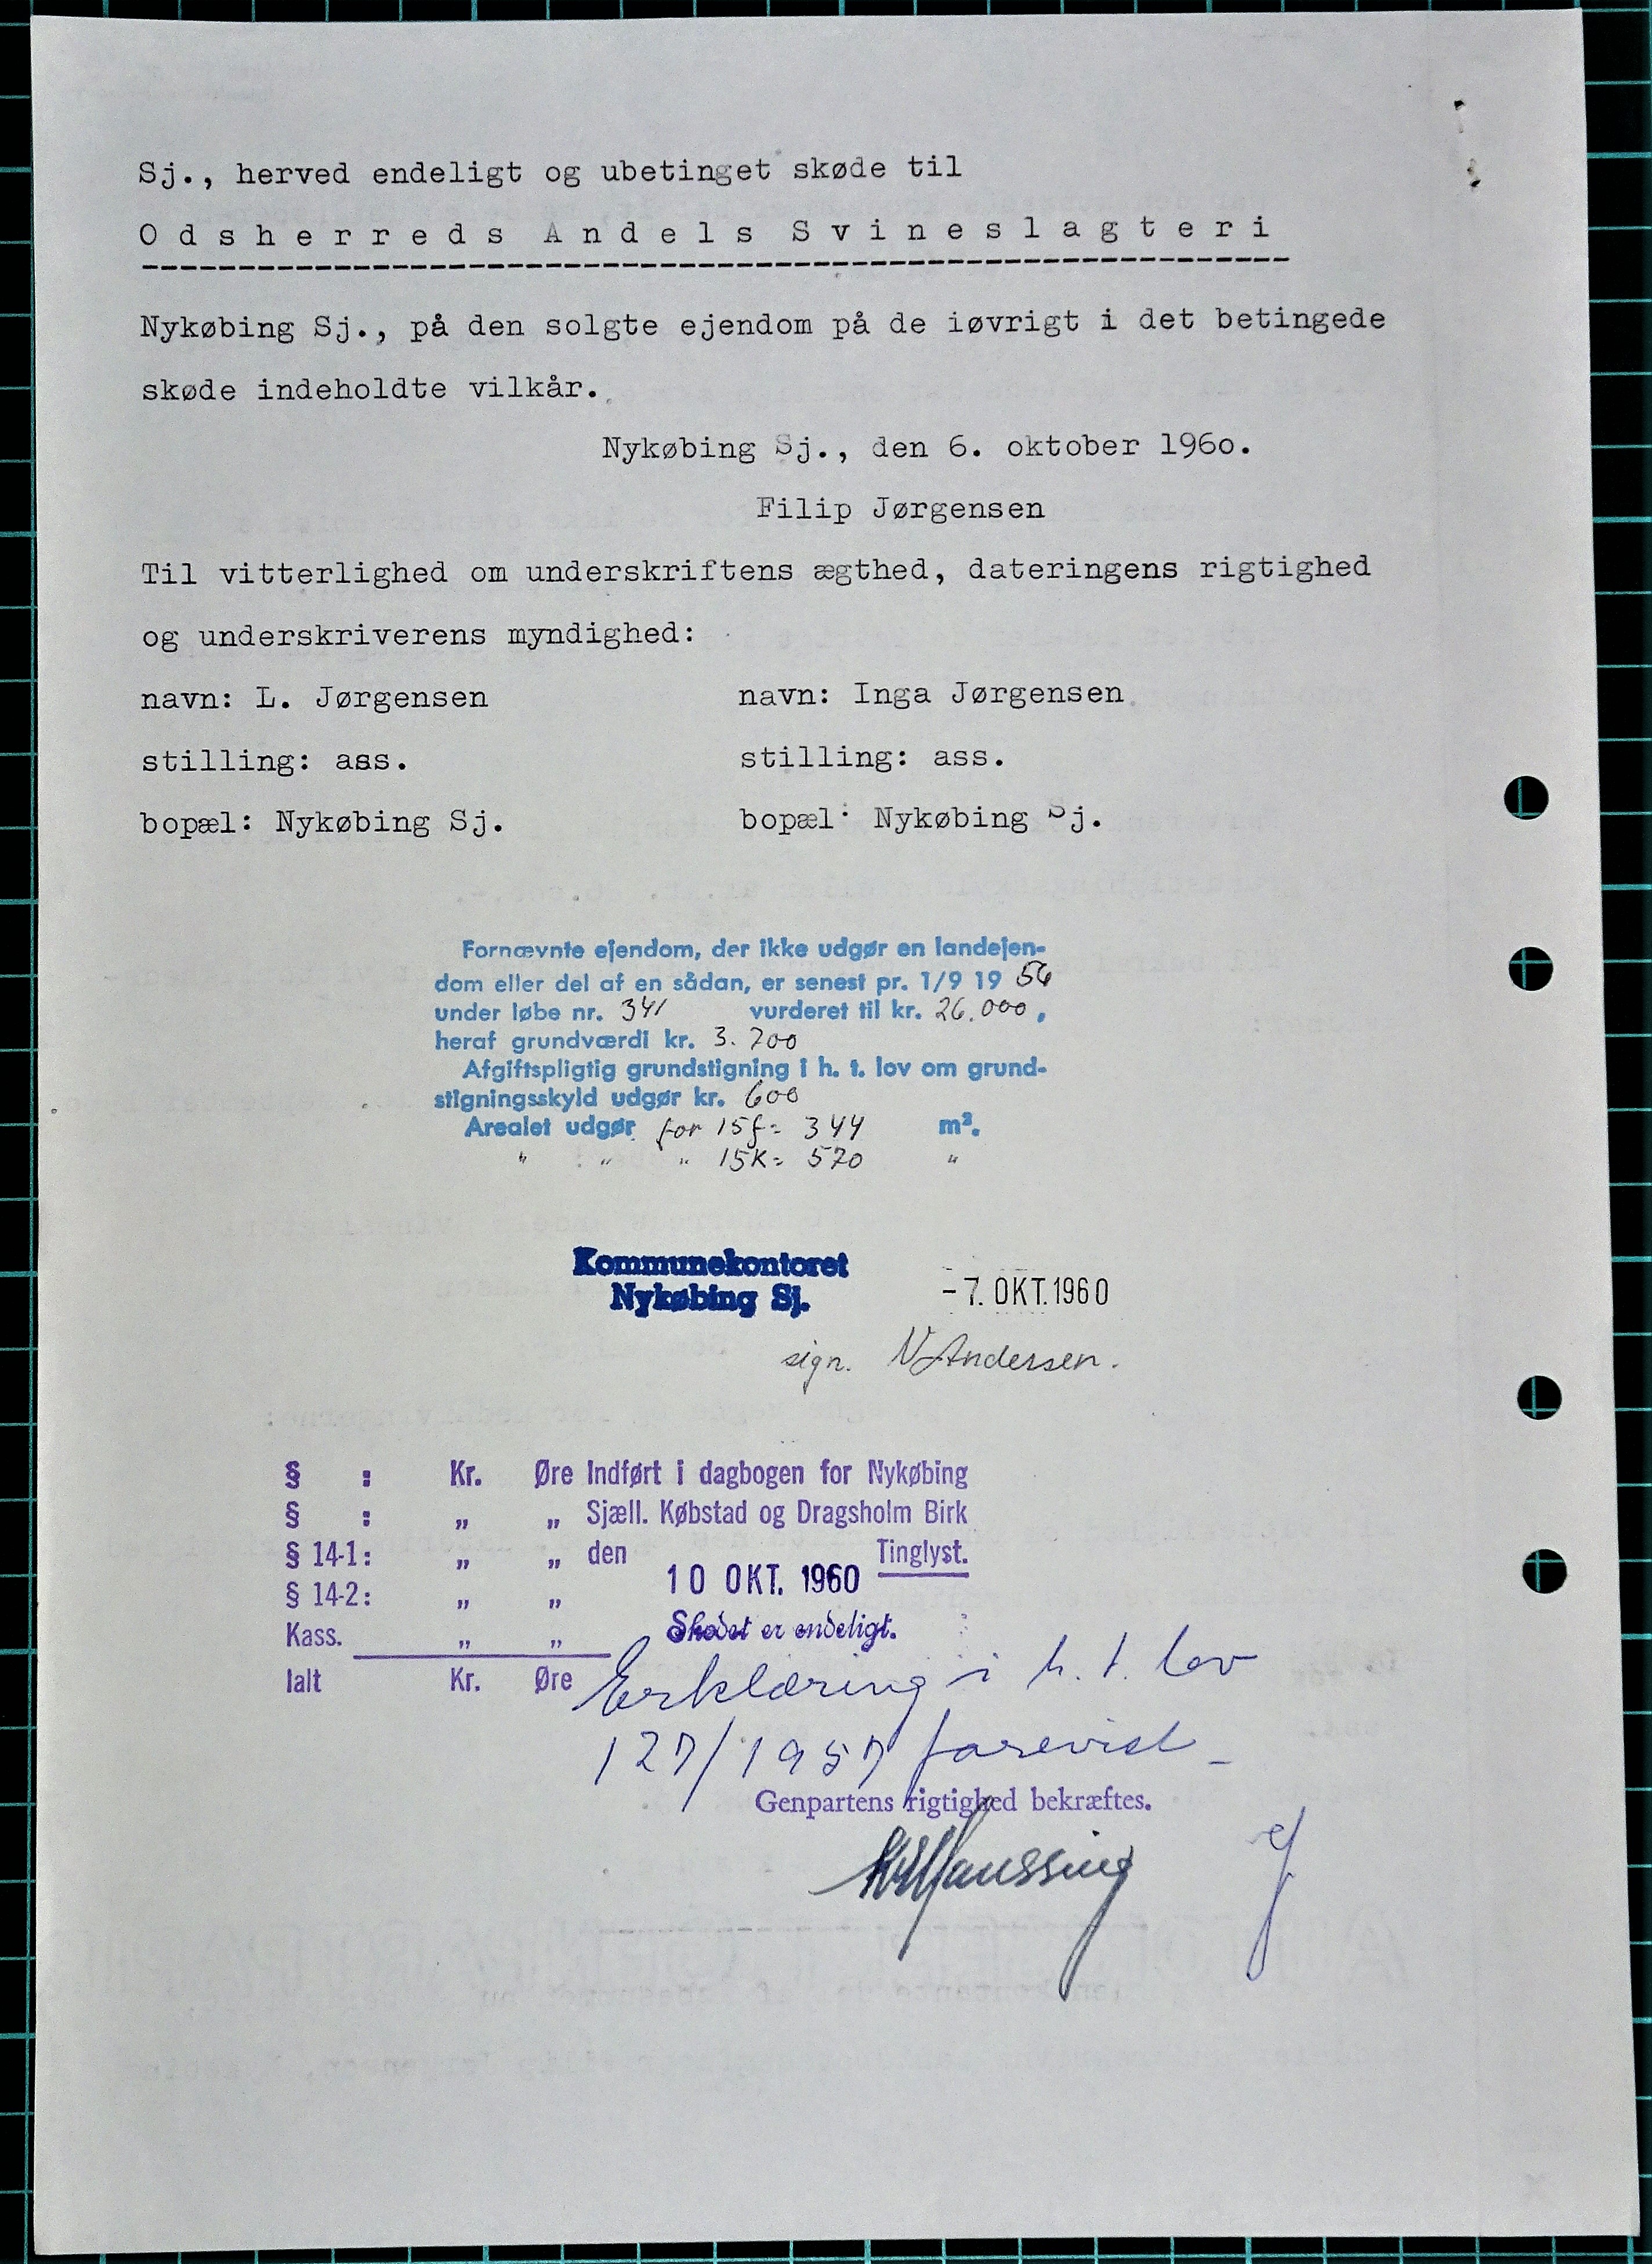 Sj., herved endeligt og ubetinget skøde til
Odsherreds Andels Svineslagteri
Nykøbing Sj., på den solgte ejendom på de iøvrigt i det betingede
skøde indeholdte vilkår.
Nykøbing Sj., den 6. oktober 196o.
Filip Jørgensen
Til vitterlighed om underskriftens ægthed, dateringens rigtighed
og underskriverens myndighed:
navn: L. Jørgensen navn: Inga Jørgensen
stilling: ass. stilling: ass.
bopæl: Nykøbing Sj. bopæl: Nykøbing Sj.
Fornævnte ejendom, der ikke udgør en landejen-
dom eller del af en sådan, er senest pr. 1/9 19 56
under løbe nr. 341 vurderet til kr. 26.000,
heraf grundværdi kr. 3.700
Afgiftspligtig grundstigning i h. t. lov om grund-
stigningsskyld udgør kr. 600
Arealet udgør for 15f= 344 m².
" " " 15k= 570 "
Kommunekontoret
Nykøbing Sj.
-7. OKT. 1960
sign. N Andersen.
§ : Kr. Øre Indført i dagbogen for Nykøbing
§ : „ „ Sjæll. Købstad og Dragsholm Birk
§ 14-1: „ „ den Tinglyst.
10 OKT. 1960
§ 14-2: „ „
Kass. „ „ Skødet er endeligt.
Ialt Kr. Øre
Erklæring i h. t. lov
127/1957 forevist
Genpartens rigtighed bekræftes.